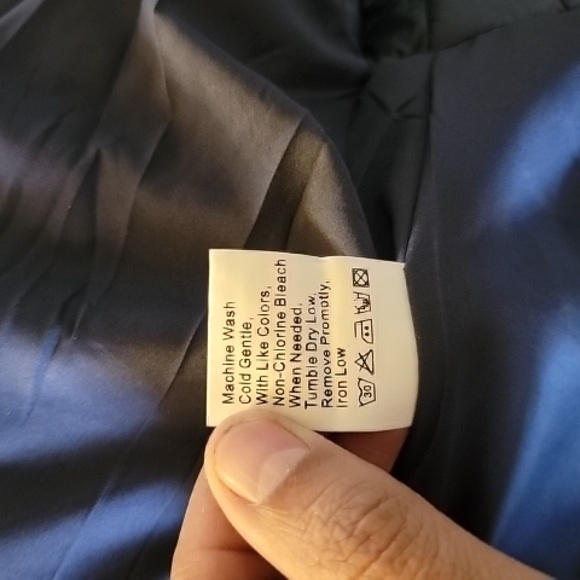 Machine Wash
Cold Gentle,
With Like Colors,
Non-Chlorine Bleach
When Needed.
Tumble Dry Low,
Remove Promptly,
Iron Low
30